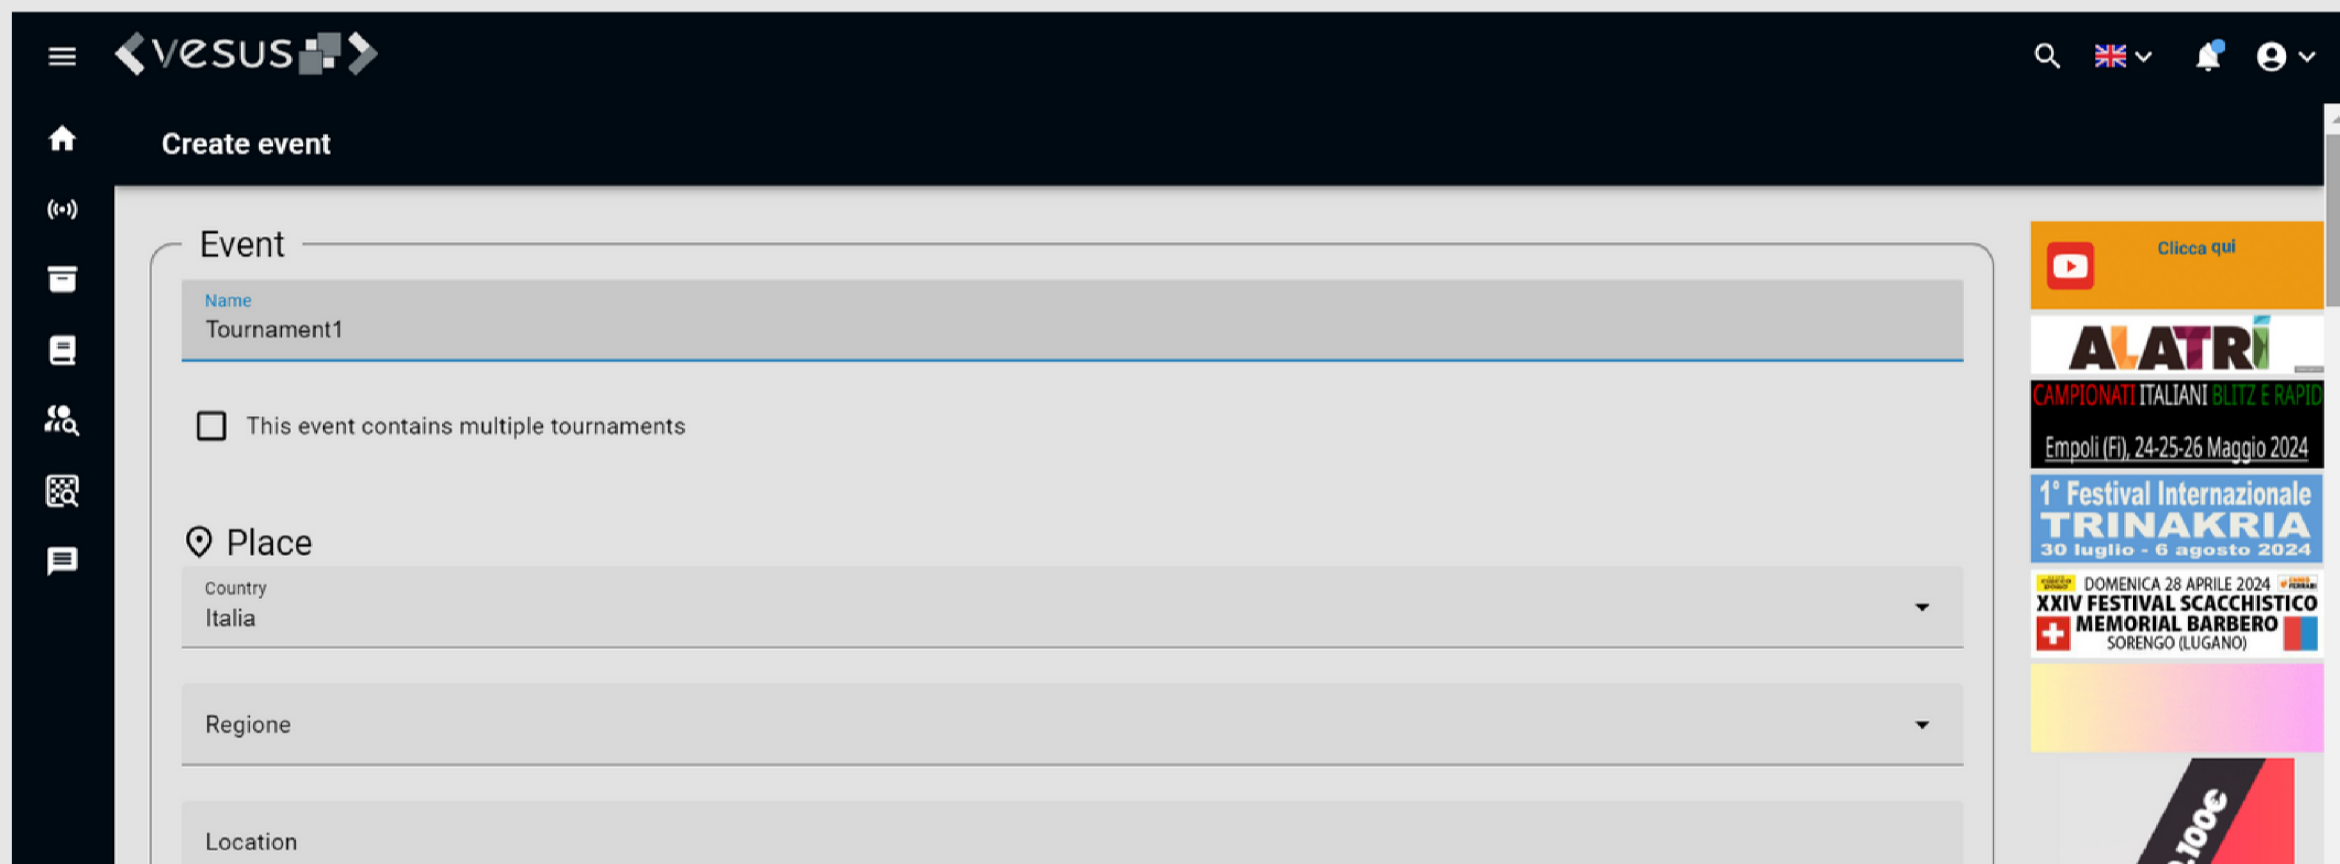 vesus
Create event
Event
Name
Tournament1
This event contains multiple tournaments
Place
Country
Italia
Regione
Location
Clicca qui
ALATRI
CAMPIONATI ITALIANI BLITZ E RAPID
Empoli (Fi), 24-25-26 Maggio 2024
1° Festival Internazionale
TRINAKRIA
30 luglio - 6 agosto 2024
DOMENICA 28 APRILE 2024
XXIV FESTIVAL SCACCHISTICO
MEMORIAL BARBERO
SORENGO (LUGANO)
.100€